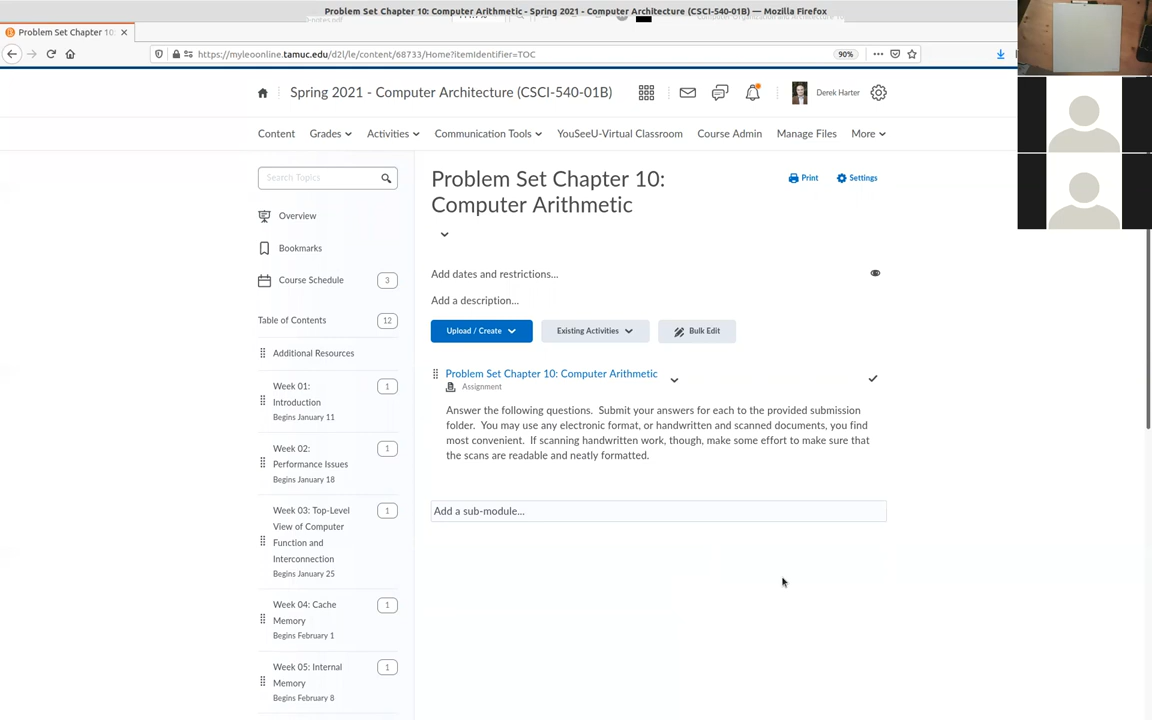 Problem Set Chapter 10: Computer Arithmetic - Spring 2021 - Computer Architecture (CSCI-540-01B) — Mozilla Firefox
Problem Set Chapter 10:
https://myleoonline.tamuc.edu/d2l/le/content/68733/Home?itemIdentifier=TOC
90%
Spring 2021 - Computer Architecture (CSCI-540-01B)
Derek Harter
Content
Grades
Activities
Communication Tools
YouSeeU-Virtual Classroom
Course Admin
Manage Files
More
Search Topics
Overview
Bookmarks
Course Schedule
3
Table of Contents
12
Additional Resources
Week 01:
Introduction
Begins January 11
1
Week 02:
Performance Issues
Begins January 18
1
Week 03: Top-Level
View of Computer
Function and
Interconnection
Begins January 25
1
Week 04: Cache
Memory
Begins February 1
1
Week 05: Internal
Memory
Begins February 8
1
Problem Set Chapter 10:
Computer Arithmetic
Print
Settings
Add dates and restrictions...
Add a description...
Upload / Create
Existing Activities
Bulk Edit
Problem Set Chapter 10: Computer Arithmetic
Assignment
Answer the following questions. Submit your answers for each to the provided submission
folder. You may use any electronic format, or handwritten and scanned documents, you find
most convenient. If scanning handwritten work, though, make some effort to make sure that
the scans are readable and neatly formatted.
Add a sub-module...